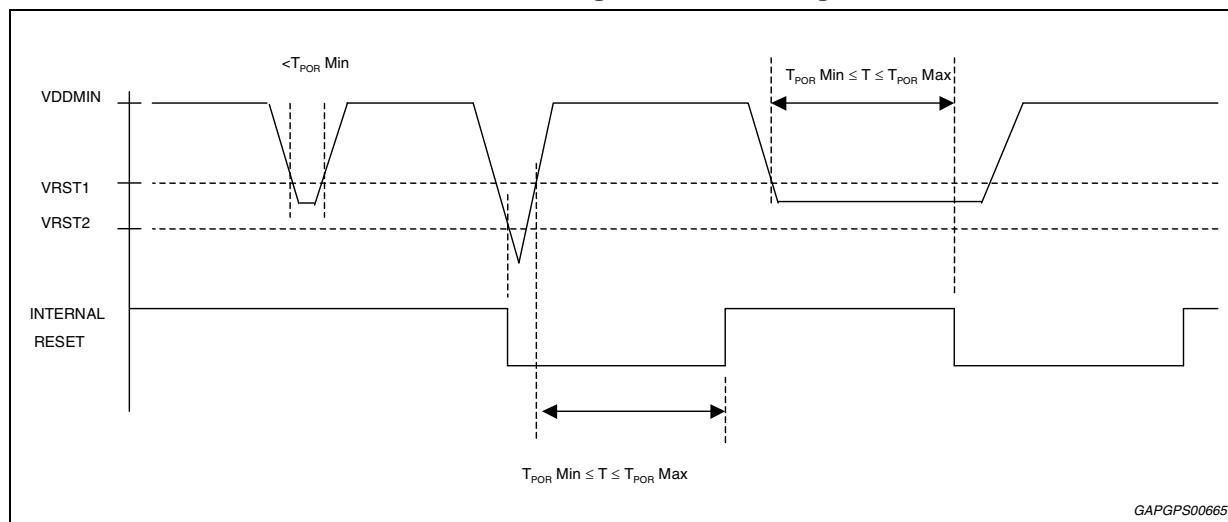 <T_POR Min
T_POR Min ≤ T ≤ T_POR Max
VDDMIN
VRST1
VRST2
INTERNAL
RESET
T_POR Min ≤ T ≤ T_POR Max
GAPGPS00665